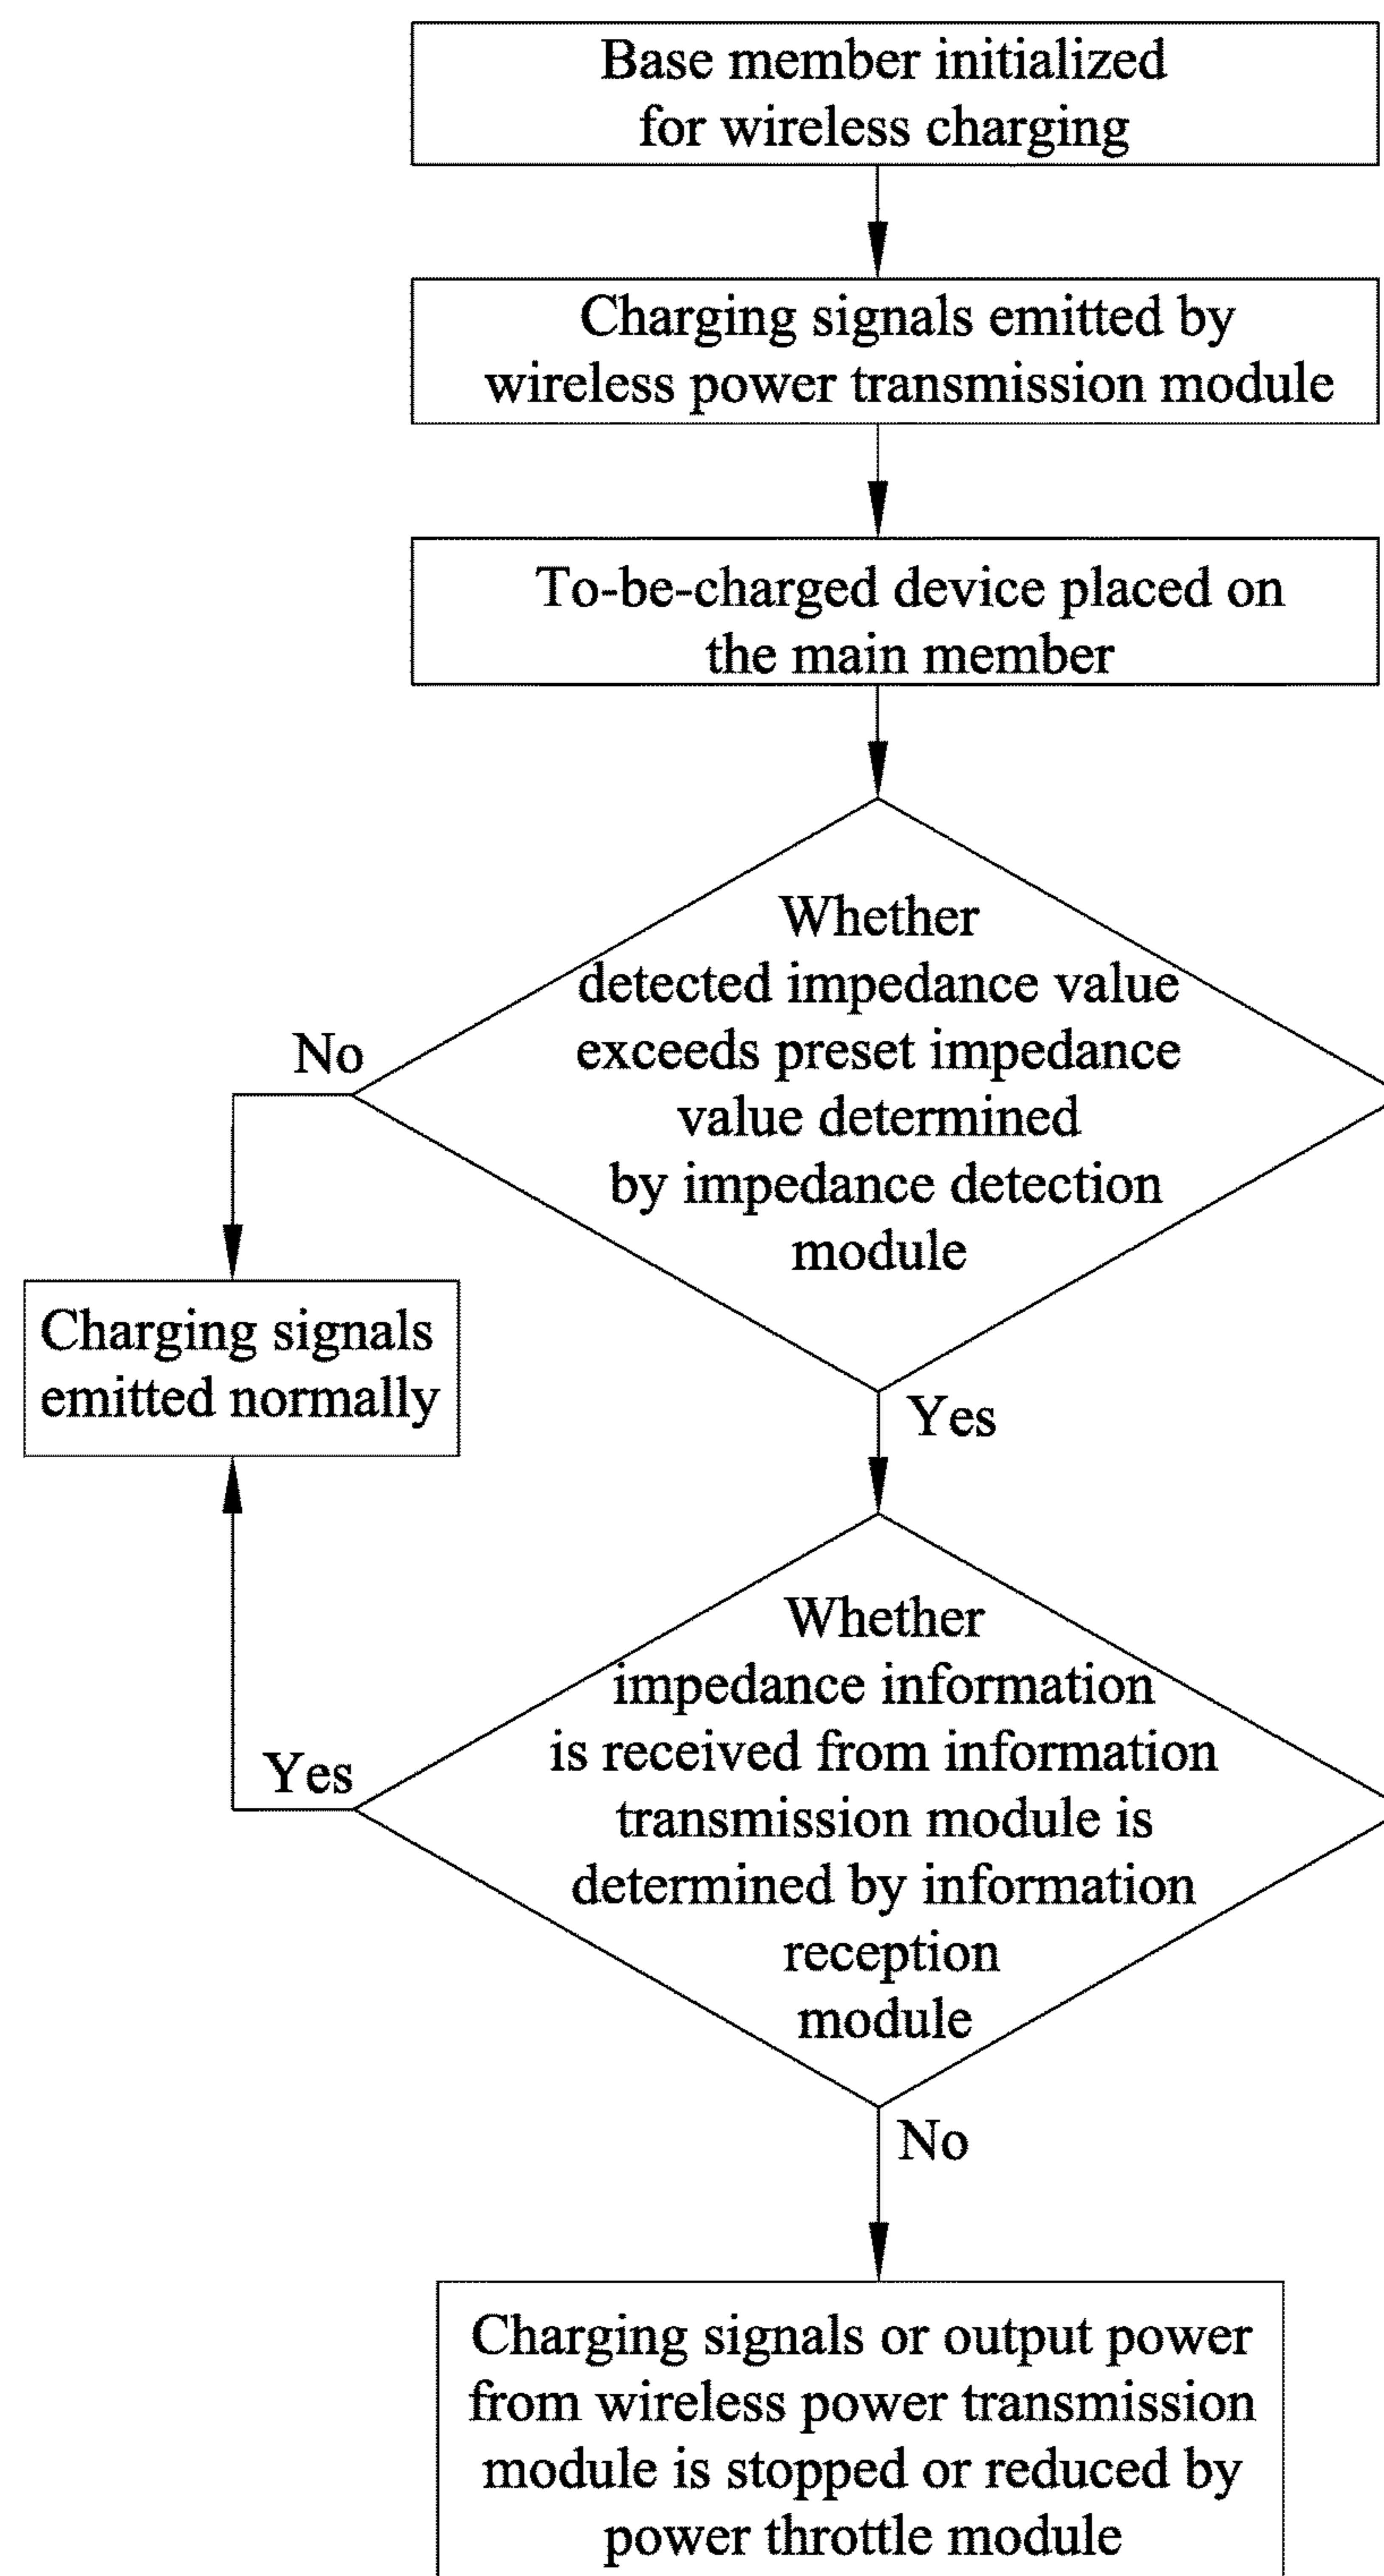 Base member initialized
for wireless charging
Charging signals emitted by
wireless power transmission module
To-be-charged device placed on
the main member
Whether
detected impedance value
exceeds preset impedance
value determined
by impedance detection
module
No
Charging signals
emitted normally
Yes
Whether
impedance information
is received from information
transmission module is
determined by information
reception
module
Yes
No
Charging signals or output power
from wireless power transmission
module is stopped or reduced by
power throttle module